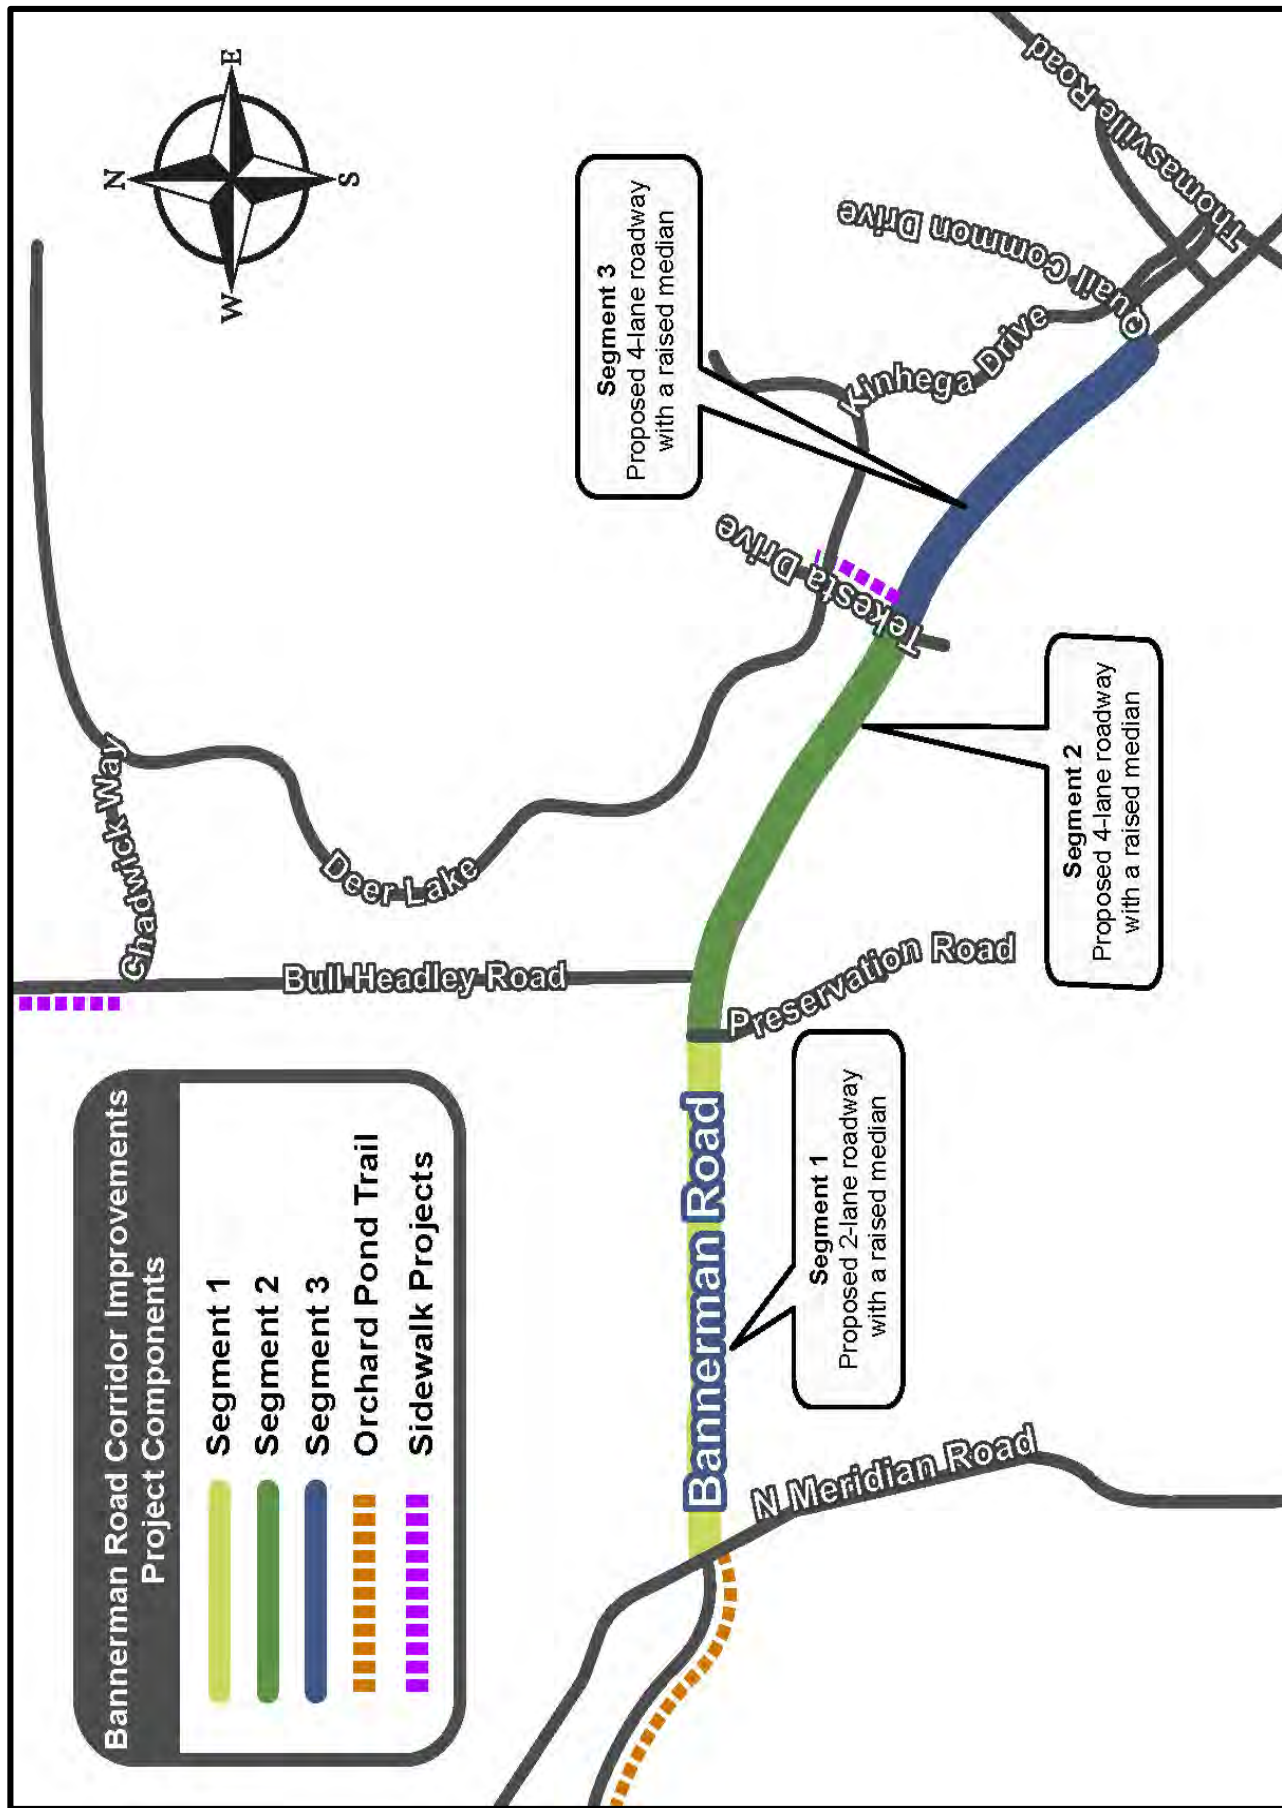 Bannerman Road Corridor Improvements
Project Components
Segment 1
Segment 2
Segment 3
Orchard Pond Trail
Sidewalk Projects
N
E
S
W
Chadwick Way
Deer Lake
Bull Headley Road
Segment 3
Proposed 4-lane roadway
with a raised median
Tekesta Drive
Kinhega Drive
Quail Common Drive
Thomasville Road
Bannerman Road
Preservation Road
N Meridian Road
Segment 1
Proposed 2-lane roadway
with a raised median
Segment 2
Proposed 4-lane roadway
with a raised median